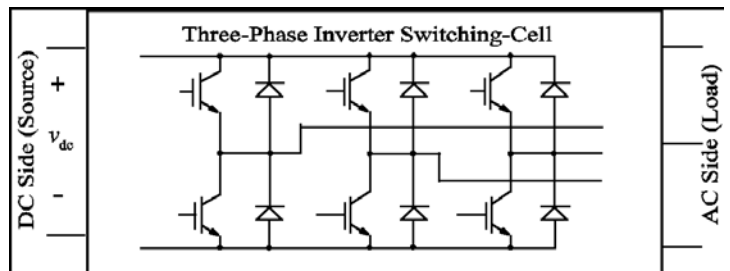 Three-Phase Inverter Switching-Cell
DC Side (Source)
+
v_dc
-
AC Side (Load)